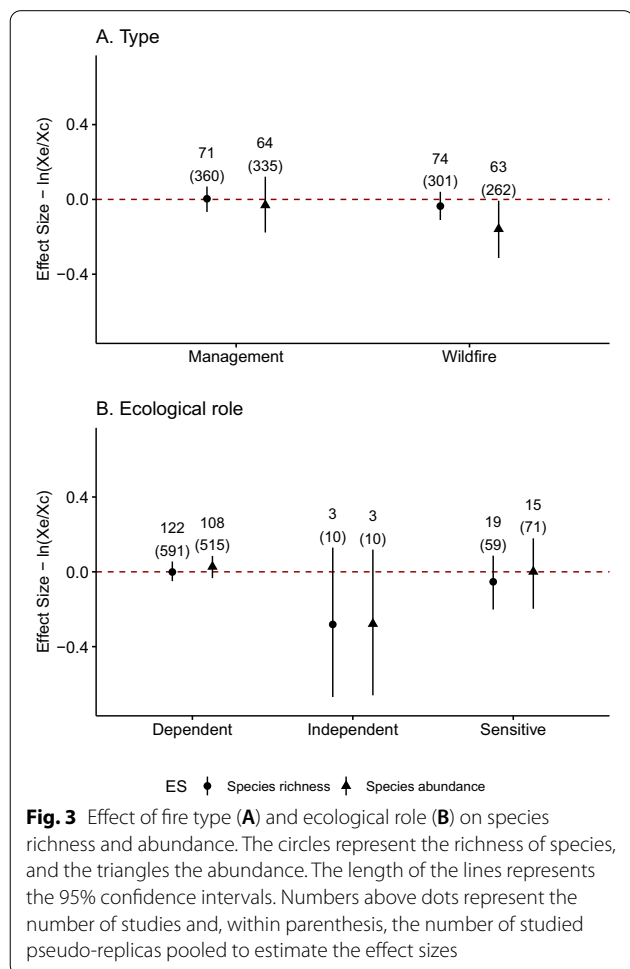 A. Type
Effect Size − ln(Xe/Xc)
0.4
0.0
−0.4
71
(360)
64
(335)
74
(301)
63
(262)
Management
Wildfire
B. Ecological role
Effect Size − ln(Xe/Xc)
0.4
0.0
−0.4
122
(591)
108
(515)
3
(10)
3
(10)
19
(59)
15
(71)
Dependent
Independent
Sensitive
ES Species richness Species abundance
Fig. 3 Effect of fire type (A) and ecological role (B) on species
richness and abundance. The circles represent the richness of species,
and the triangles the abundance. The length of the lines represents
the 95% confidence intervals. Numbers above dots represent the
number of studies and, within parenthesis, the number of studied
pseudo-replicas pooled to estimate the effect sizes